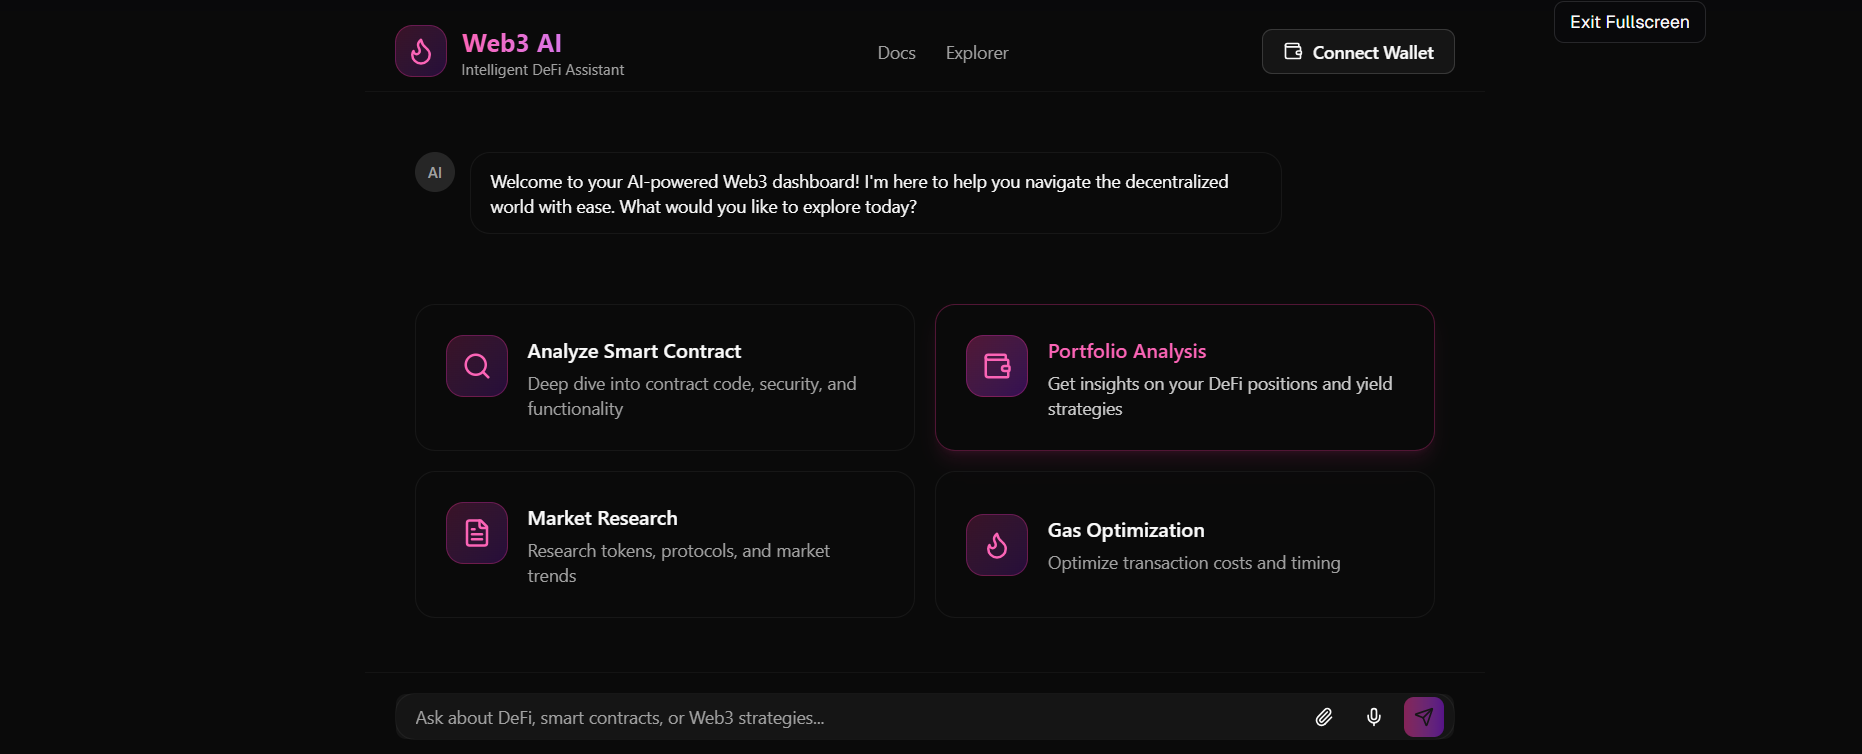 Exit Fullscreen
Web3 AI
Intelligent DeFi Assistant
Docs
Explorer
Connect Wallet
AI
Welcome to your AI-powered Web3 dashboard! I'm here to help you navigate the decentralized
world with ease. What would you like to explore today?
Analyze Smart Contract
Deep dive into contract code, security, and
functionality
Portfolio Analysis
Get insights on your DeFi positions and yield
strategies
Market Research
Research tokens, protocols, and market
trends
Gas Optimization
Optimize transaction costs and timing
Ask about DeFi, smart contracts, or Web3 strategies...